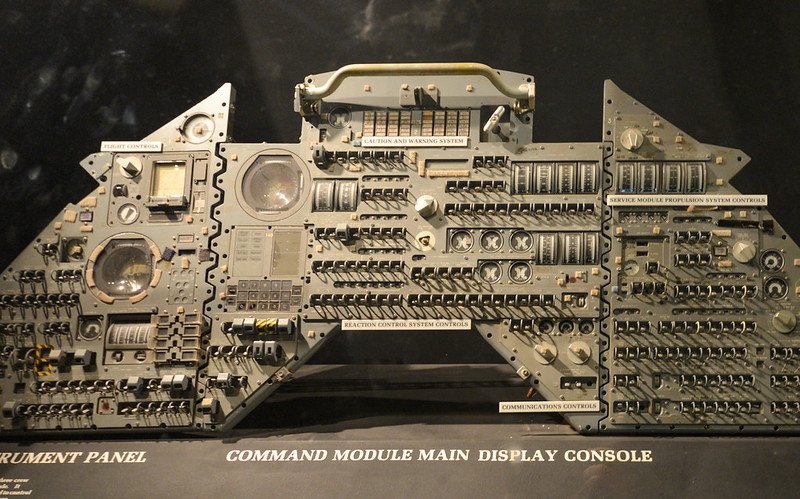 FLIGHT CONTROLS
CAUTION AND WARNING SYSTEM
SERVICE MODULE PROPULSION SYSTEM CONTROLS
REACTION CONTROL SYSTEM CONTROLS
COMMUNICATIONS CONTROLS
RUMENT PANEL
COMMAND MODULE MAIN DISPLAY CONSOLE